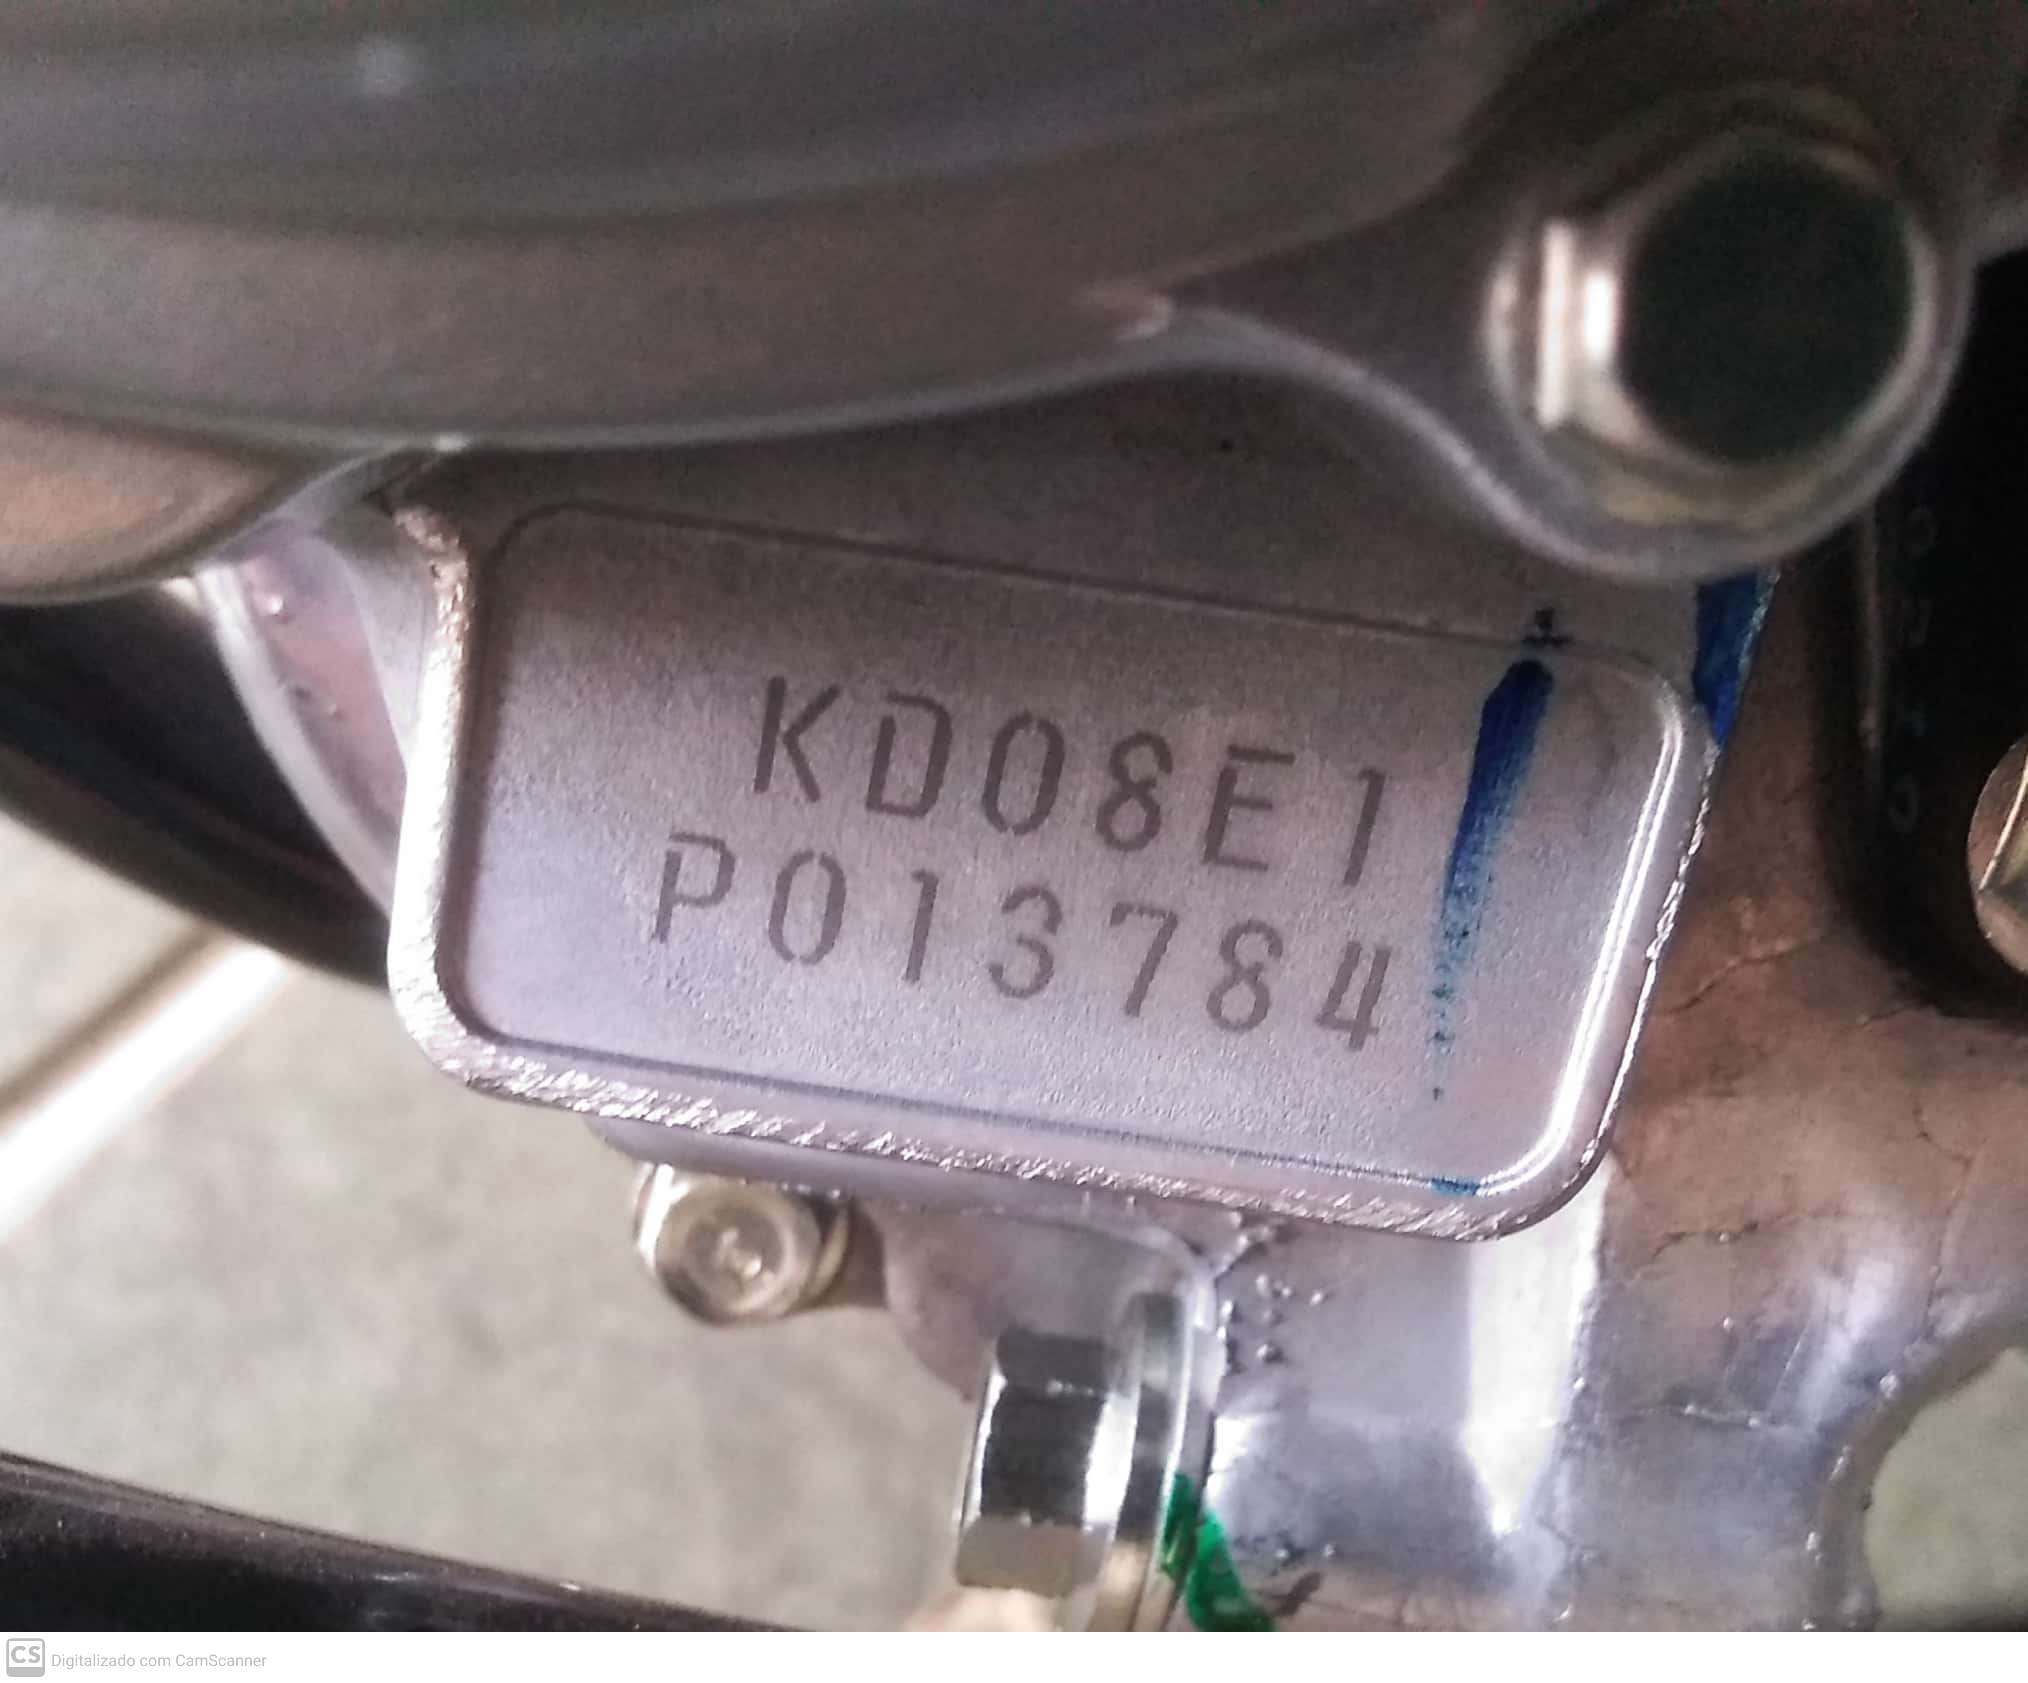 KD08E1
P013784
CS Digitalizado com CamScanner